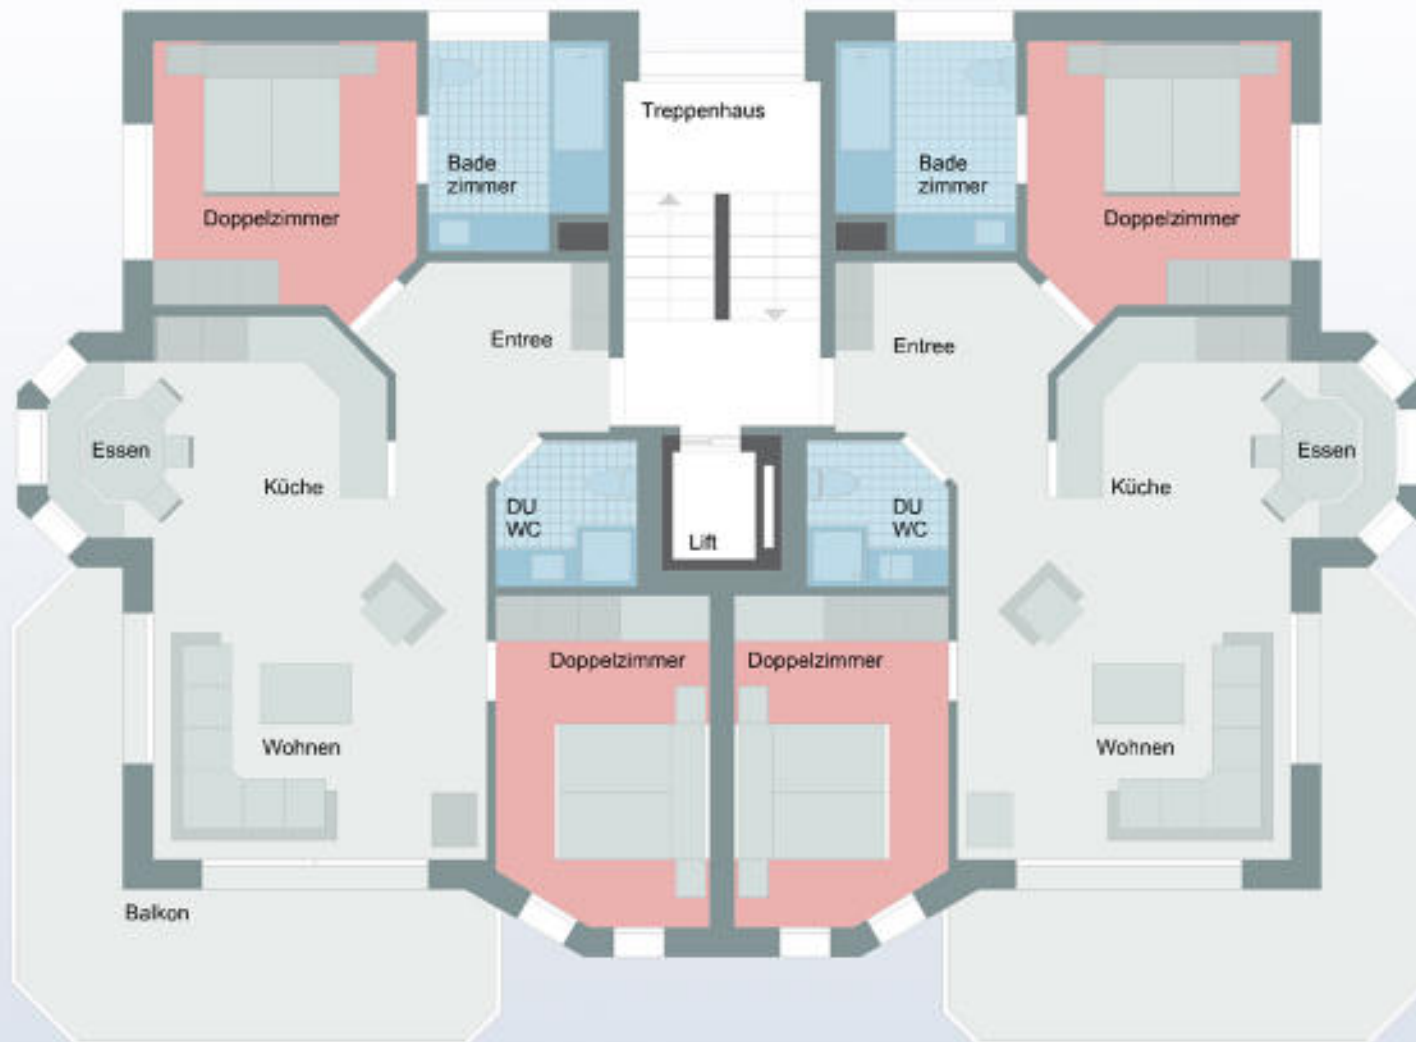 Treppenhaus
Bade
zimmer
Bade
zimmer
Doppelzimmer
Doppelzimmer
Entree
Entree
Essen
Küche
Küche
Essen
DU
WC
DU
WC
Lift
Doppelzimmer
Doppelzimmer
Wohnen
Wohnen
Balkon